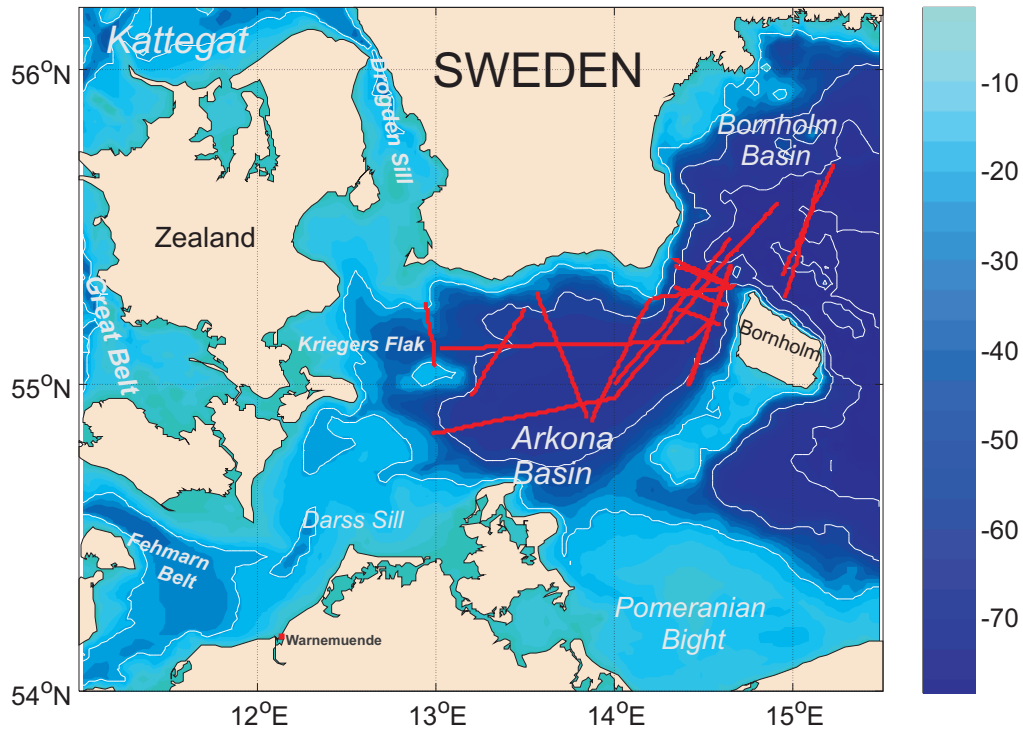 Kattegat
Drogden Sill
SWEDEN
Bornholm
Basin
Zealand
Great Belt
Kriegers Flak
Bornholm
Arkona
Basin
Darss Sill
Fehmarn
Belt
Pomeranian
Bight
Warnemuende
56°N
55°N
54°N
12°E
13°E
14°E
15°E
-10
-20
-30
-40
-50
-60
-70